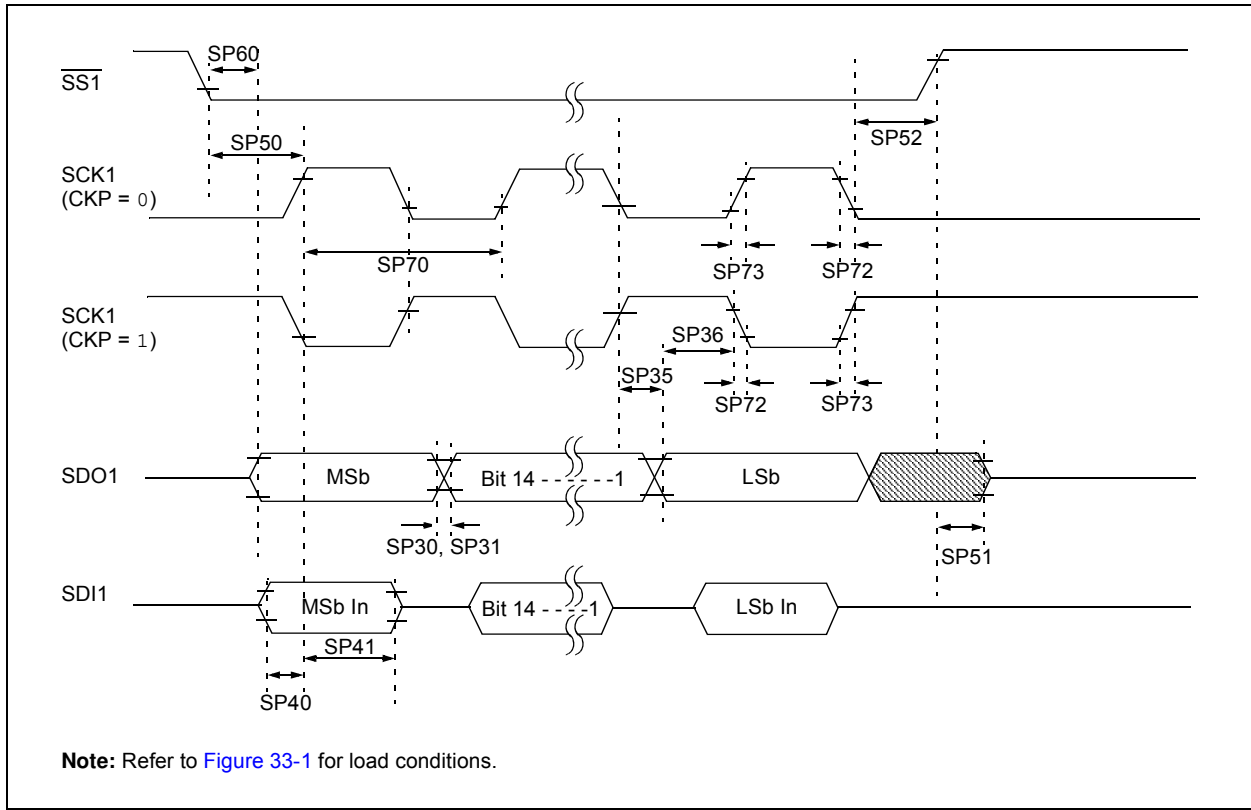 SP60
SS1
SP50
SP52
SCK1
(CKP = 0)
SP70
SP73
SP72
SCK1
(CKP = 1)
SP36
SP35
SP72
SP73
SDO1
MSb
Bit 14 - - - - - -1
LSb
SP30, SP31
SP51
SDI1
MSb In
Bit 14 - - - -1
LSb In
SP41
SP40
Note: Refer to Figure 33-1 for load conditions.